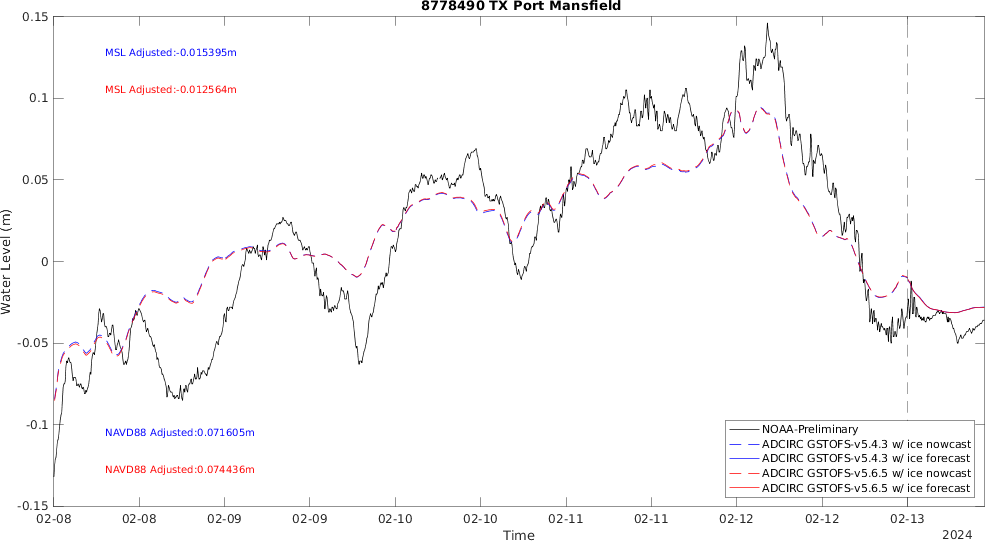 8778490 TX Port Mansfield
0.15
0.1
0.05
0
-0.05
-0.1
-0.15
Water Level (m)
MSL Adjusted:-0.015395m
MSL Adjusted:-0.012564m
NAVD88 Adjusted:0.071605m
NAVD88 Adjusted:0.074436m
NOAA-Preliminary
ADCIRC GSTOFS-v5.4.3 w/ ice nowcast
ADCIRC GSTOFS-v5.4.3 w/ ice forecast
ADCIRC GSTOFS-v5.6.5 w/ ice nowcast
ADCIRC GSTOFS-v5.6.5 w/ ice forecast
02-08 02-08 02-09 02-09 02-10 02-10 02-11 02-11 02-12 02-12 02-13
Time
2024